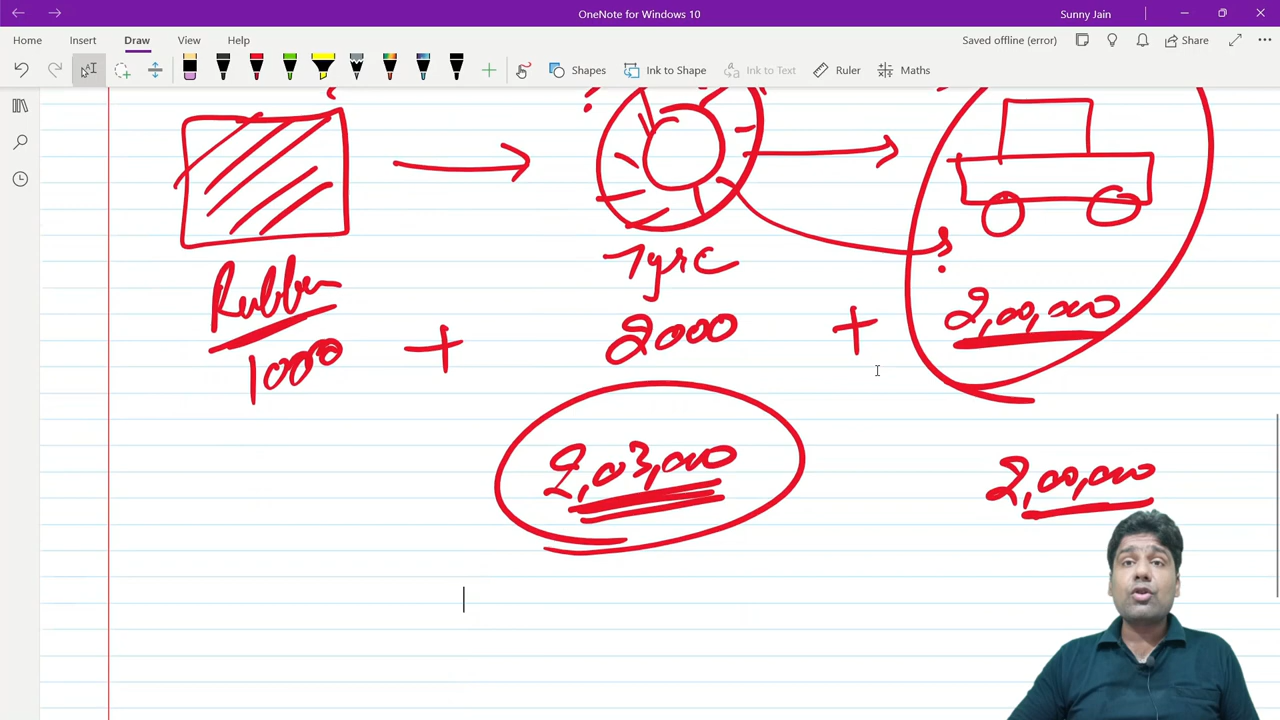 OneNote for Windows 10
Sunny Jain
Home Insert Draw View Help
Saved offline (error)
Share
Shapes
Ink to Shape
Ink to Text
Ruler
Maths
?
?
Rubber
Tyre
2,00,000
1000 + 2000 +
2,03,000
2,00,000